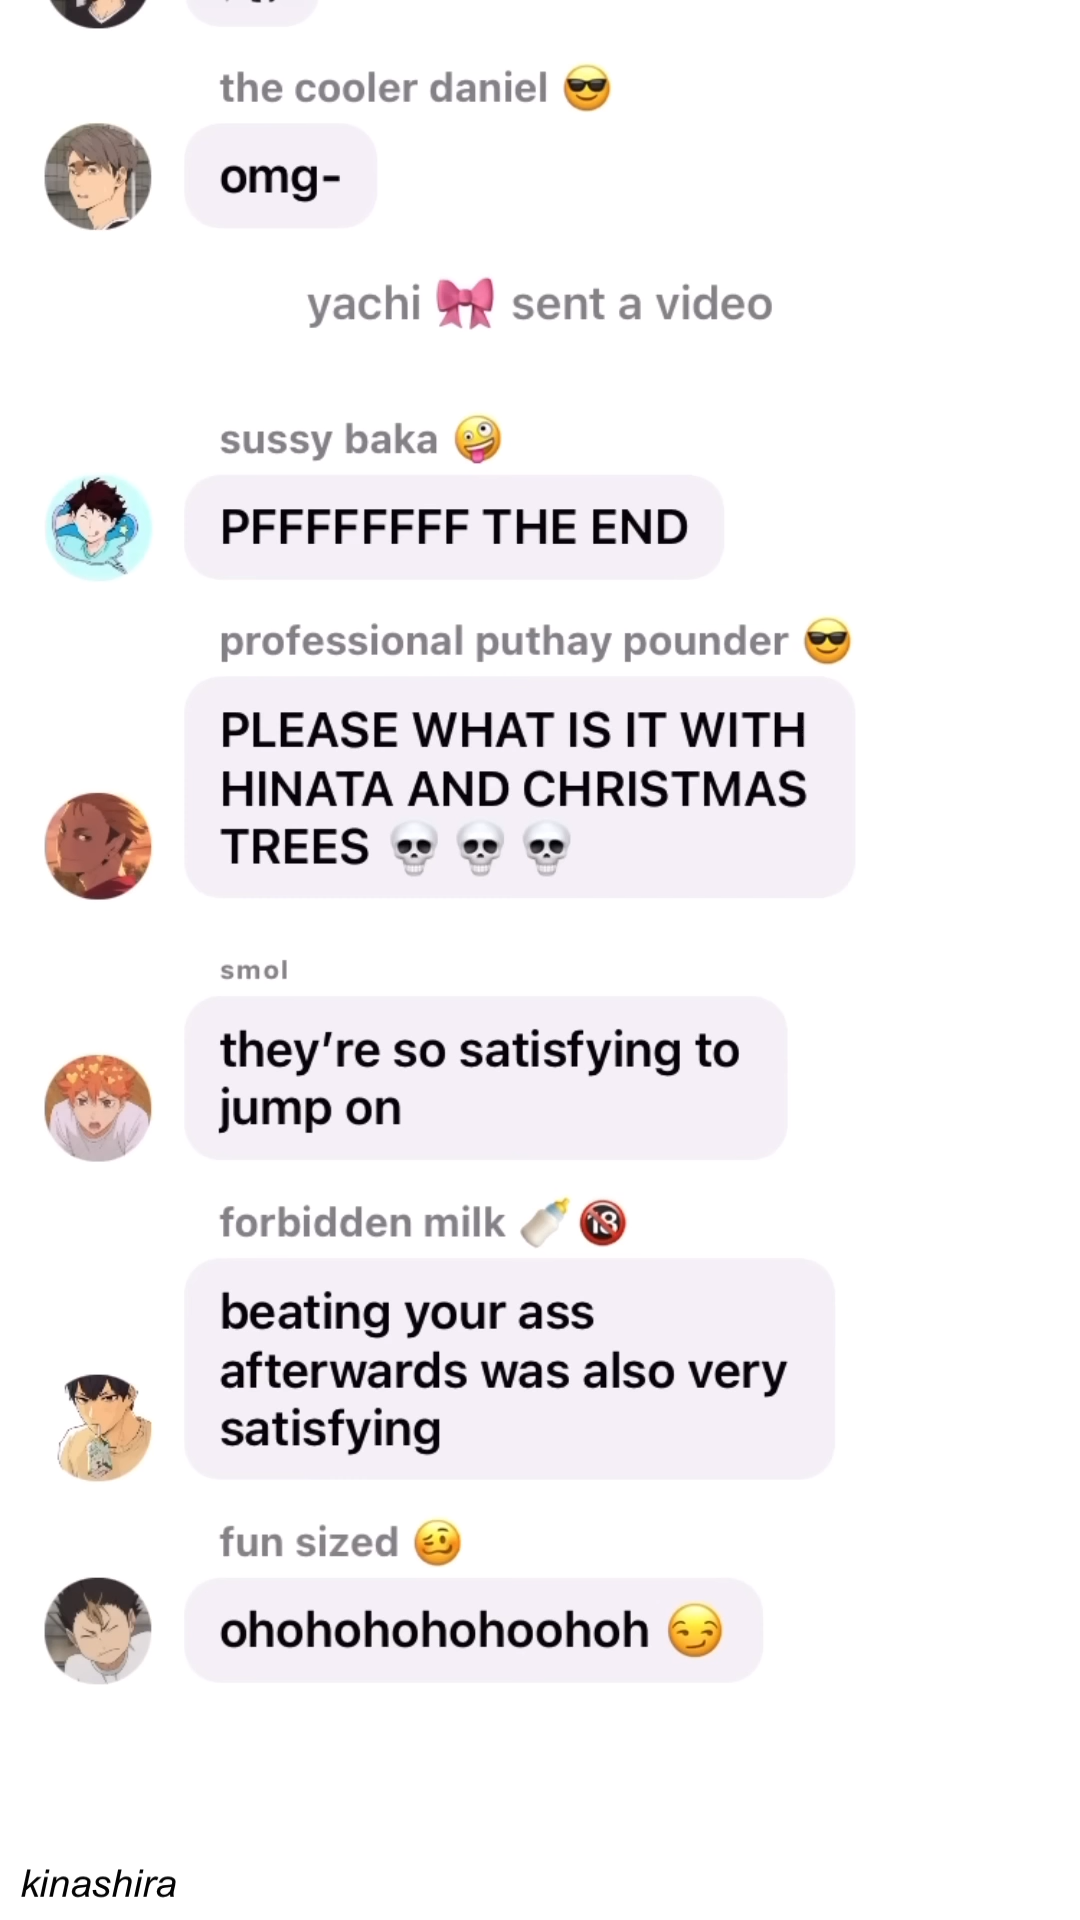 the cooler daniel 😎
omg-
yachi 🎀 sent a video
sussy baka 🤪
PFFFFFFFF THE END
professional puthay pounder 😎
PLEASE WHAT IS IT WITH
HINATA AND CHRISTMAS
TREES 💀💀💀
smol
they’re so satisfying to
jump on
forbidden milk 🍼🔞
beating your ass
afterwards was also very
satisfying
fun sized 🥴
ohohohohohoohoh 😏
kinashira